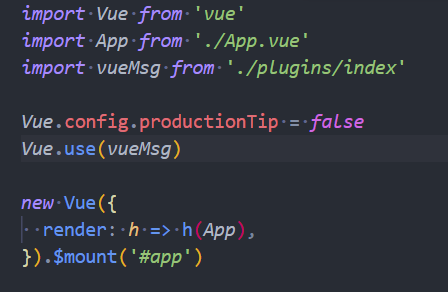 import Vue from 'vue'
import App from './App.vue'
import vueMsg from './plugins/index'
Vue.config.productionTip = false
Vue.use(vueMsg)
new Vue({
  render: h => h(App),
}).$mount('#app')